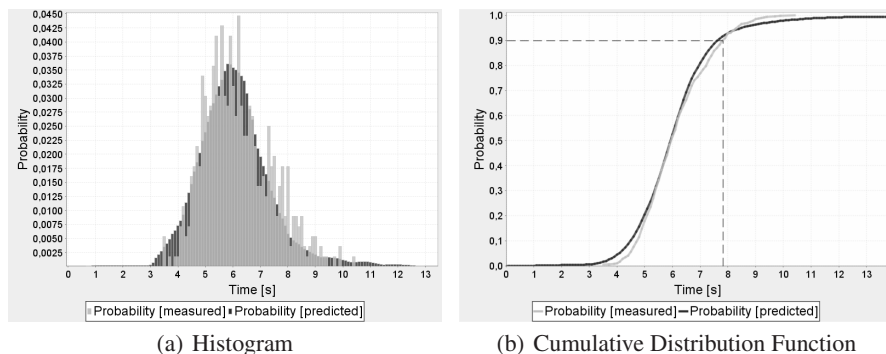 0,0450
0,0425
0,0400
0,0375
0,0350
0,0325
0,0300
0,0275
0,0250
0,0225
0,0200
0,0175
0,0150
0,0125
0,0100
0,0075
0,0050
0,0025
Probability
0 1 2 3 4 5 6 7 8 9 10 11 12 13
Time [s]
Probability [measured] Probability [predicted]
(a) Histogram
1,0
0,9
0,8
0,7
0,6
0,5
0,4
0,3
0,2
0,1
0,0
Probability
0 1 2 3 4 5 6 7 8 9 10 11 12 13
Time [s]
Probability [measured] Probability [predicted]
(b) Cumulative Distribution Function